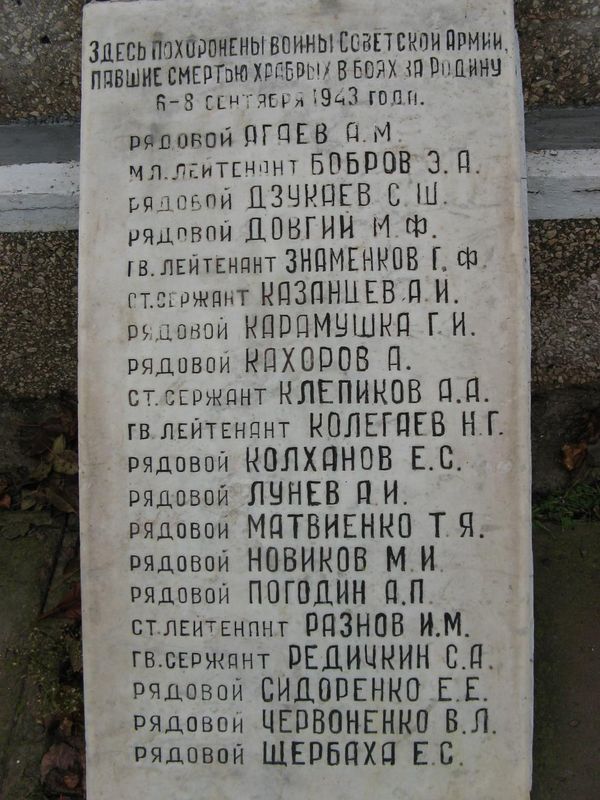 Здесь похоронены воины Советской Армии,
павшие смертью храбрых в боях за Родину
6-8 сентября 1943 года.
рядовой АГАЕВ А.М.
мл.лейтенант БОБРОВ Э.А.
рядовой ДЗУКАЕВ С.Ш.
рядовой ДОВГИЙ М.Ф.
гв.лейтенант ЗНАМЕНКОВ Г.Ф.
ст.сержант КАЗАНЦЕВ А.И.
рядовой КАРАМУШКА Г.И.
рядовой КАХОРОВ А.
ст.сержант КЛЕПИКОВ А.А.
гв.лейтенант КОЛЕГАЕВ Н.Г.
рядовой КОЛХАНОВ Е.С.
рядовой ЛУНЕВ А.И.
рядовой МАТВИЕНКО Т.Я.
рядовой НОВИКОВ М.И.
рядовой ПОГОДИН А.П.
ст.лейтенант РАЗНОВ И.М.
гв.сержант РЕДИЧКИН С.А.
рядовой СИДОРЕНКО Е.Е.
рядовой ЧЕРВОНЕНКО В.Л.
рядовой ЩЕРБАХА Е.С.